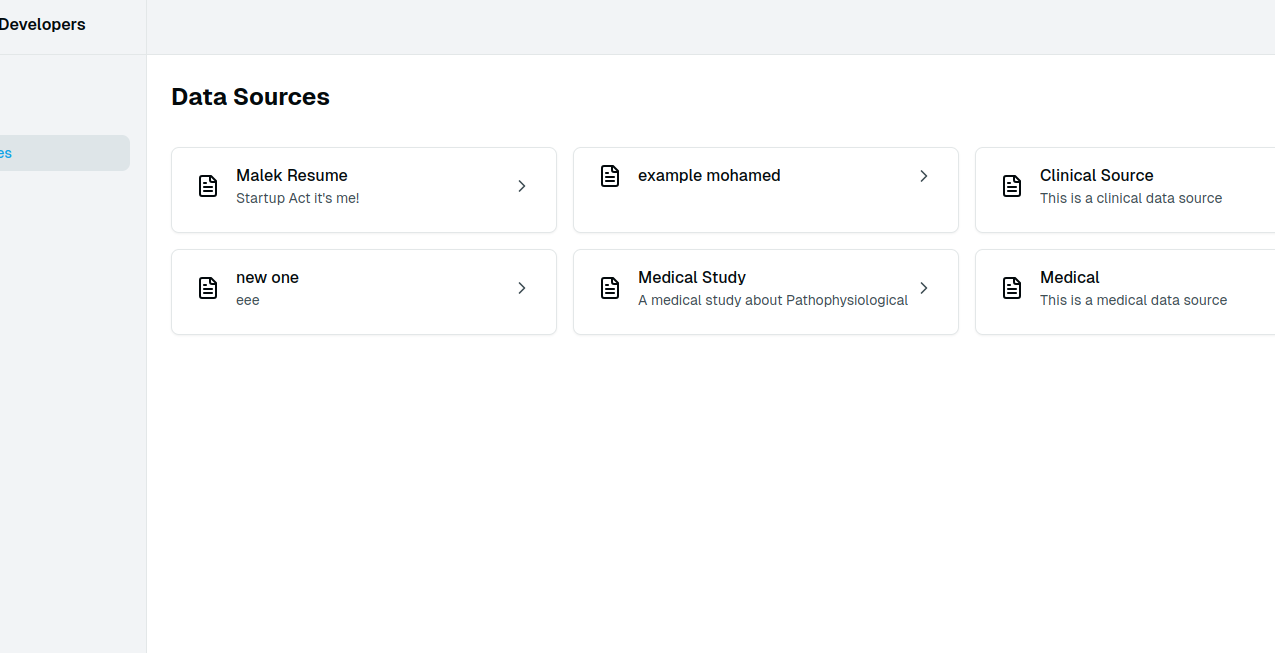 Developers
es
Data Sources
Malek Resume
Startup Act it's me!
example mohamed
Clinical Source
This is a clinical data source
new one
eee
Medical Study
A medical study about Pathophysiological
Medical
This is a medical data source